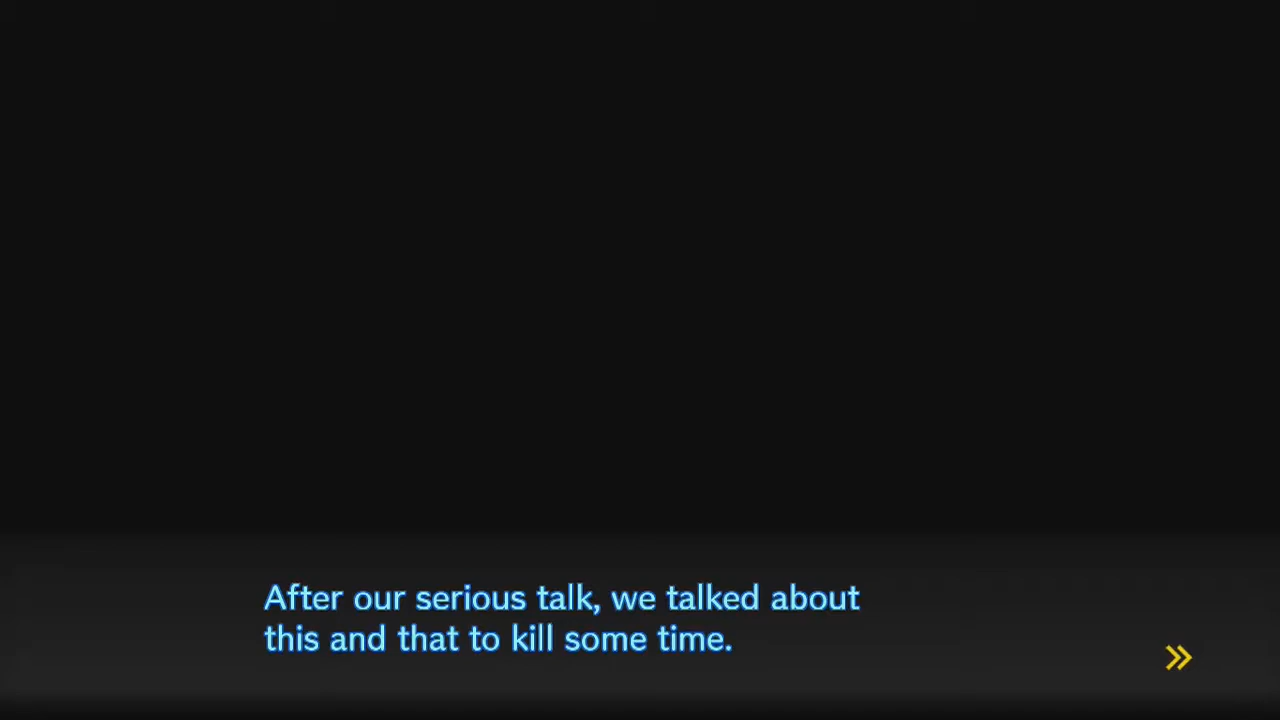 After our serious talk, we talked about
this and that to kill some time.